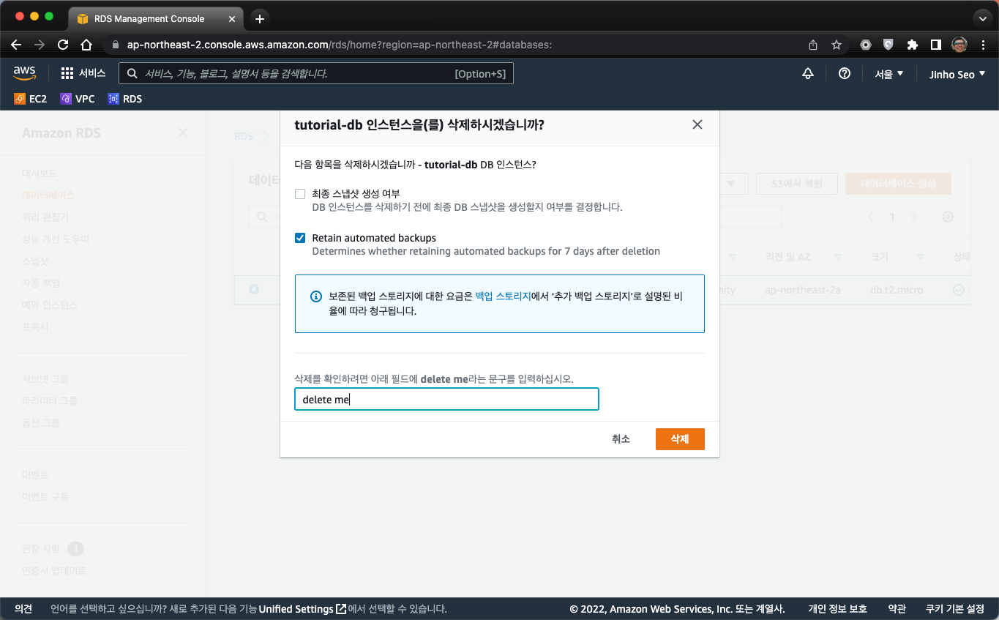 RDS Management Console
ap-northeast-2.console.aws.amazon.com/rds/home?region=ap-northeast-2#databases:
aws
서비스
서비스, 기능, 블로그, 설명서 등을 검색합니다.
[Option+S]
서울
Jinho Seo
EC2
VPC
RDS
Amazon RDS
대시보드
데이터베이스
쿼리 편집기
성능 개선 도우미
스냅샷
자동 백업
예약 인스턴스
프록시
서브넷 그룹
파라미터 그룹
옵션 그룹
이벤트
이벤트 구독
권장 사항 1
인증서 업데이트
RDS
S3에서 복원
데이터베이스 생성
1
리전 및 AZ
크기
상태
ap-northeast-2a
db.t2.micro
tutorial-db 인스턴스을(를) 삭제하시겠습니까?
다음 항목을 삭제하시겠습니까 - tutorial-db DB 인스턴스?
최종 스냅샷 생성 여부
DB 인스턴스를 삭제하기 전에 최종 DB 스냅샷을 생성할지 여부를 결정합니다.
Retain automated backups
Determines whether retaining automated backups for 7 days after deletion
보존된 백업 스토리지에 대한 요금은 백업 스토리지에서 ‘추가 백업 스토리지’로 설명된 비
율에 따라 청구됩니다.
삭제를 확인하려면 아래 필드에 delete me라는 문구를 입력하십시오.
delete me
취소
삭제
의견
언어를 선택하고 싶으십니까? 새로 추가된 다음 기능 Unified Settings 에서 선택할 수 있습니다.
© 2022, Amazon Web Services, Inc. 또는 계열사.
개인 정보 보호
약관
쿠키 기본 설정